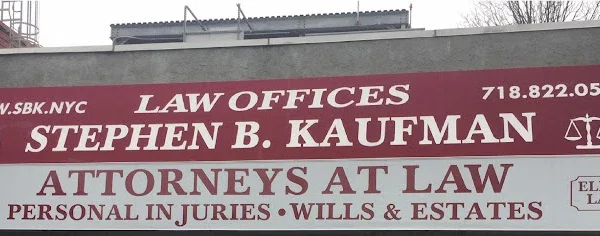 W.SBK.NYC
LAW OFFICES
718.822.05
STEPHEN B. KAUFMAN
ATTORNEYS AT LAW
PERSONAL INJURIES • WILLS & ESTATES